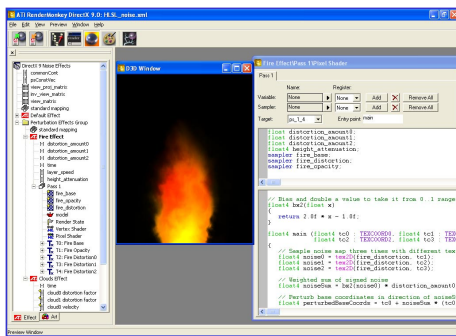 ATI RenderMonkey DirectX 9.0: HLSL_noise.xml
File Edit View Preview Window Help
DirectX 9 Noise Effects
commonCont
psConstVec
view_proj_matrix
inv_view_matrix
view_matrix
standard mapping
Default Effect
Perturbation Effects Group
standard mapping
Fire Effect
distortion_amount0
distortion_amount1
distortion_amount2
time
layer_speed
height_attenuation
Pass 1
fire_base
fire_opacity
fire_distortion
model
Render State
Vertex Shader
Pixel Shader
T0: Fire Base
T1: Fire Opacity
T2: Fire Distortion0
T3: Fire Distortion1
T4: Fire Distortion2
Clouds Effect
time
cloud0 distortion factor
cloud1 distortion factor
cloud0 velocity
Effect Art
Preview Window
D3D Window
Fire Effect\Pass 1\Pixel Shader
Pass 1
Name: Register:
Variable: None None Add Remove All
Sampler: None None Add Remove All
Target: ps_1_4 Entry point: main
float distortion_amount0;
float distortion_amount1;
float distortion_amount2;
float4 height_attenuation;
sampler fire_base;
sampler fire_distortion;
sampler fire_opacity;
// Bias and double a value to take it from 0..1 range
float4 bx2(float x)
{
return 2.0f * x - 1.0f;
}
float4 main (float4 tc0 : TEXCOORD0, float4 tc1 : TEX
float4 tc2 : TEXCOORD2, float4 tc3 : TEX
{
// Sample noise map three times with different tex
float4 noise0 = tex2D(fire_distortion, tc1);
float4 noise1 = tex2D(fire_distortion, tc2);
float4 noise2 = tex2D(fire_distortion, tc3);
// Weighted sum of signed noise
float4 noiseSum = bx2(noise0) * distortion_amount0
// Perturb base coordinates in direction of noiseS
float4 perturbedBaseCoords = tc0 + noiseSum * (tc0